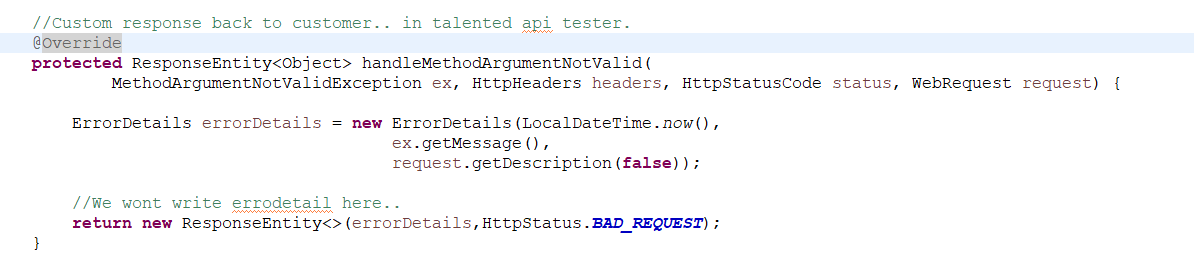 //Custom response back to customer.. in talented api tester.
@Override
protected ResponseEntity<Object> handleMethodArgumentNotValid(
MethodArgumentNotValidException ex, HttpHeaders headers, HttpStatusCode status, WebRequest request) {
ErrorDetails errorDetails = new ErrorDetails(LocalDateTime.now(),
ex.getMessage(),
request.getDescription(false));
//We wont write errodetail here..
return new ResponseEntity<>(errorDetails,HttpStatus.BAD_REQUEST);
}